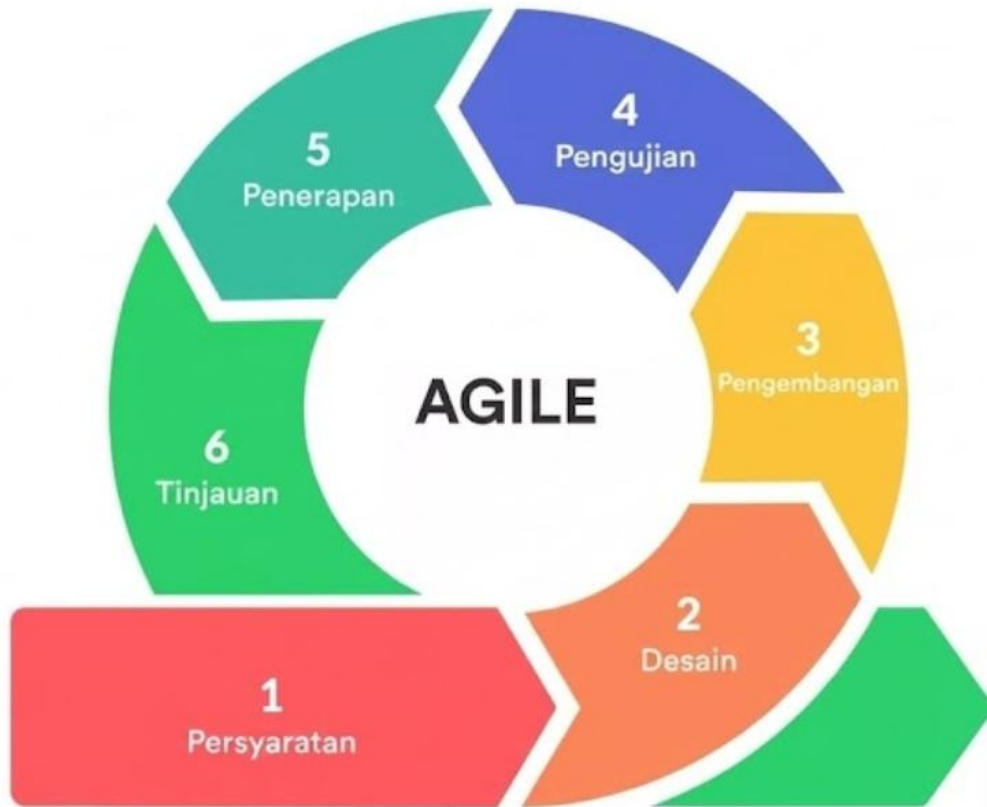 AGILE
1
Persyaratan
2
Desain
3
Pengembangan
4
Pengujian
5
Penerapan
6
Tinjauan